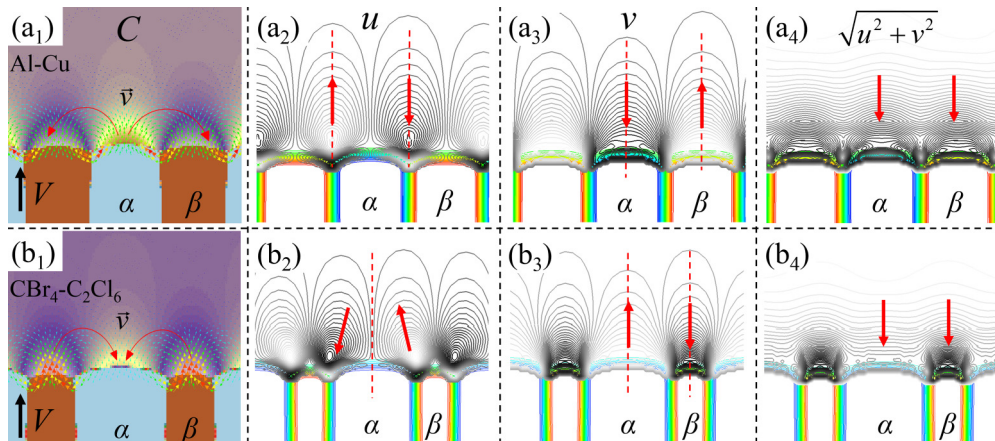 (a₁) C
Al-Cu
v⃗
V α β
(a₂) u
α β
(a₃) v
α β
(a₄) √(u² + v²)
α β
(b₁)
CBr₄-C₂Cl₆
v⃗
V α β
(b₂)
α β
(b₃)
α β
(b₄)
α β